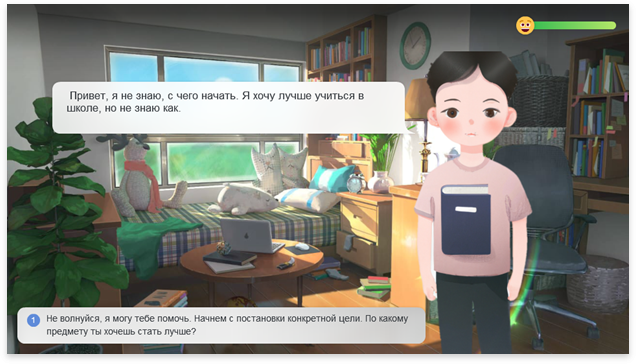 Привет, я не знаю, с чего начать. Я хочу лучше учиться в
школе, но не знаю как.
1 Не волнуйся, я могу тебе помочь. Начнем с постановки конкретной цели. По какому
предмету ты хочешь стать лучше?